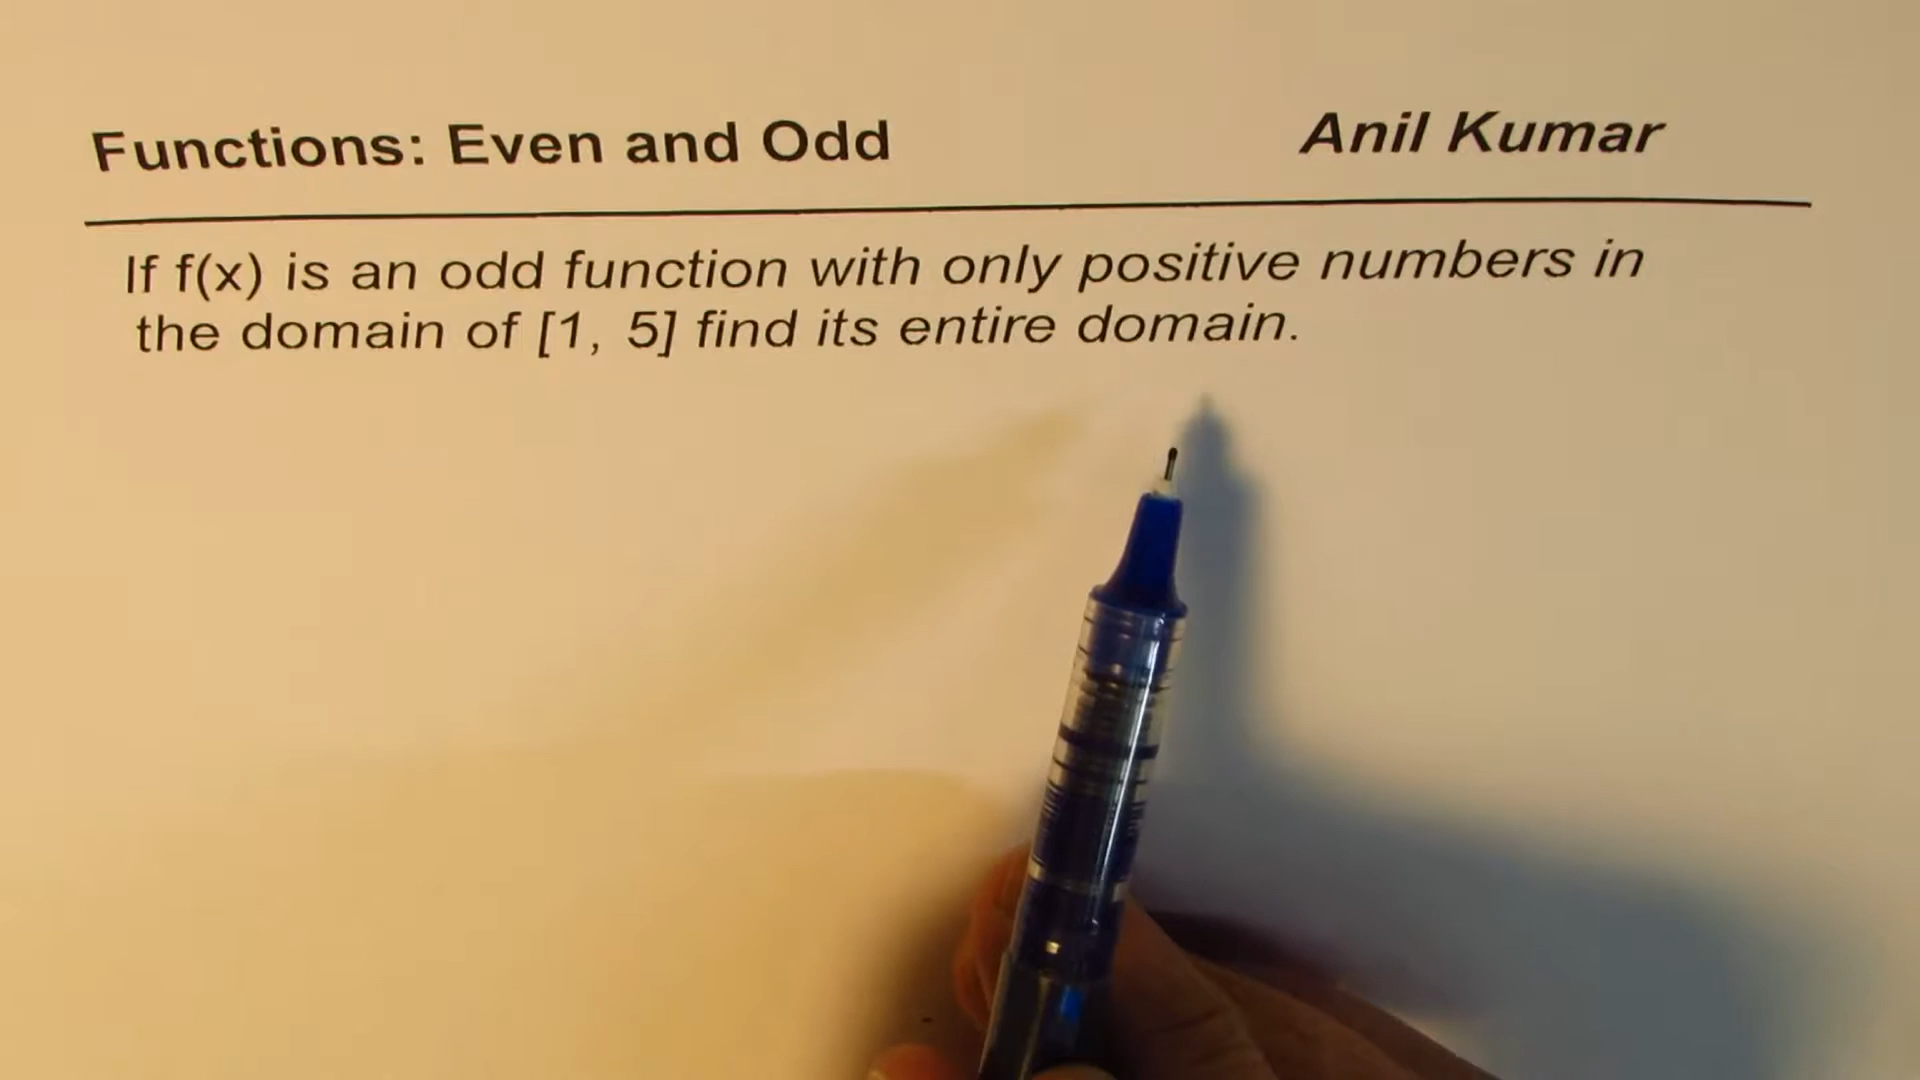 Functions: Even and Odd
Anil Kumar
If f(x) is an odd function with only positive numbers in
the domain of [1, 5] find its entire domain.